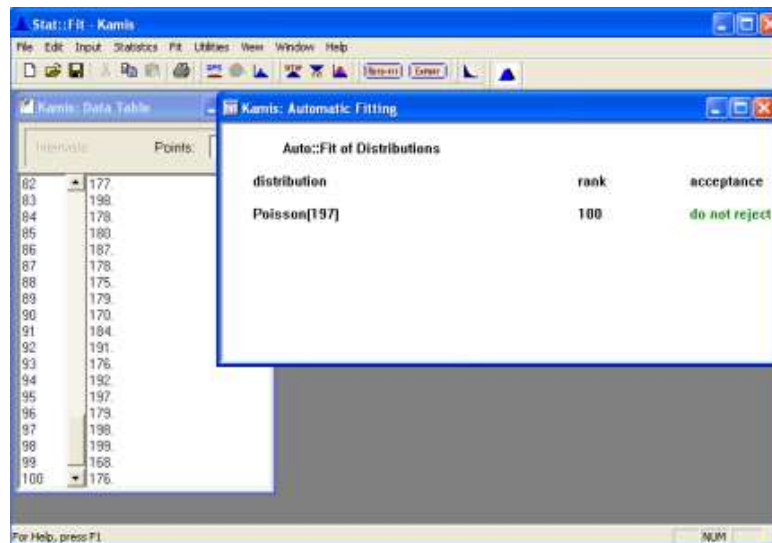 Stat::Fit - Kamis
File Edit Input Statistics Fit Utilities View Window Help
Kamis: Data Table
Intervals: Points:
82 177.
83 198.
84 178.
85 180.
86 187.
87 178.
88 175.
89 179.
90 170.
91 184.
92 191.
93 176.
94 192.
95 197.
96 179.
97 198.
98 199.
99 168.
100 176.
Kamis: Automatic Fitting
Auto::Fit of Distributions
distribution rank acceptance
Poisson[197] 100 do not reject
For Help, press F1
NUM